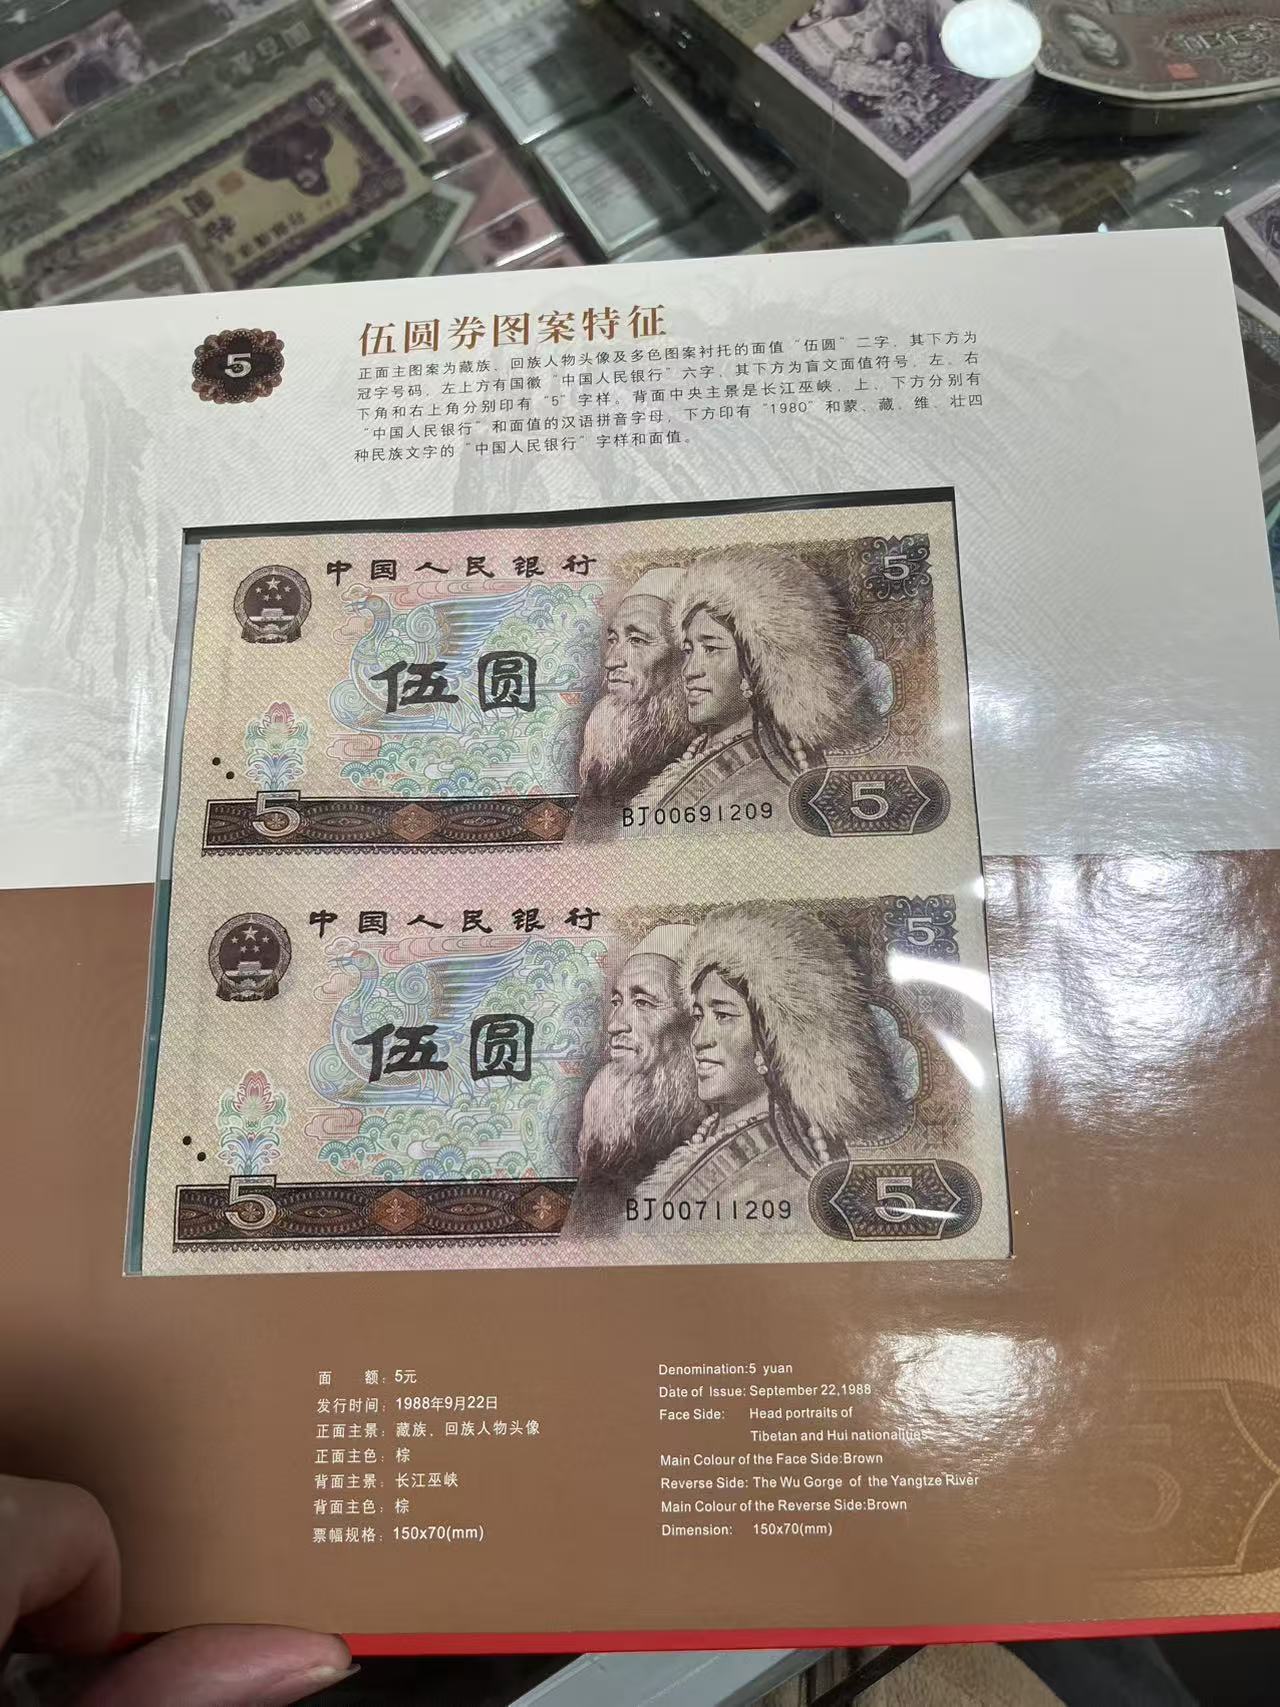 伍圆券图案特征
5
正面主图案为藏族、回族人物头像及多色图案衬托的面值“伍圆”二字，其下方为
冠字号码，左上方有国徽“中国人民银行”六字，其下方为盲文面值符号，左、右
下角和右上角分别印有“5”字样。背面中央主景是长江巫峡，上、下方分别有
“中国人民银行”和面值的汉语拼音字母，下方印有“1980”和蒙、藏、维、壮四
种民族文字的“中国人民银行”字样和面值。
中国人民银行
5
伍圆
5
BJ00691209
5
中国人民银行
5
伍圆
5
BJ00711209
5
面 额：5元
发行时间：1988年9月22日
正面主景：藏族、回族人物头像
正面主色：棕
背面主景：长江巫峡
背面主色：棕
票幅规格：150x70(mm)
Denomination:5 yuan
Date of Issue: September 22,1988
Face Side: Head portraits of
Tibetan and Hui nationalities
Main Colour of the Face Side:Brown
Reverse Side: The Wu Gorge of the Yangtze River
Main Colour of the Reverse Side:Brown
Dimension: 150x70(mm)